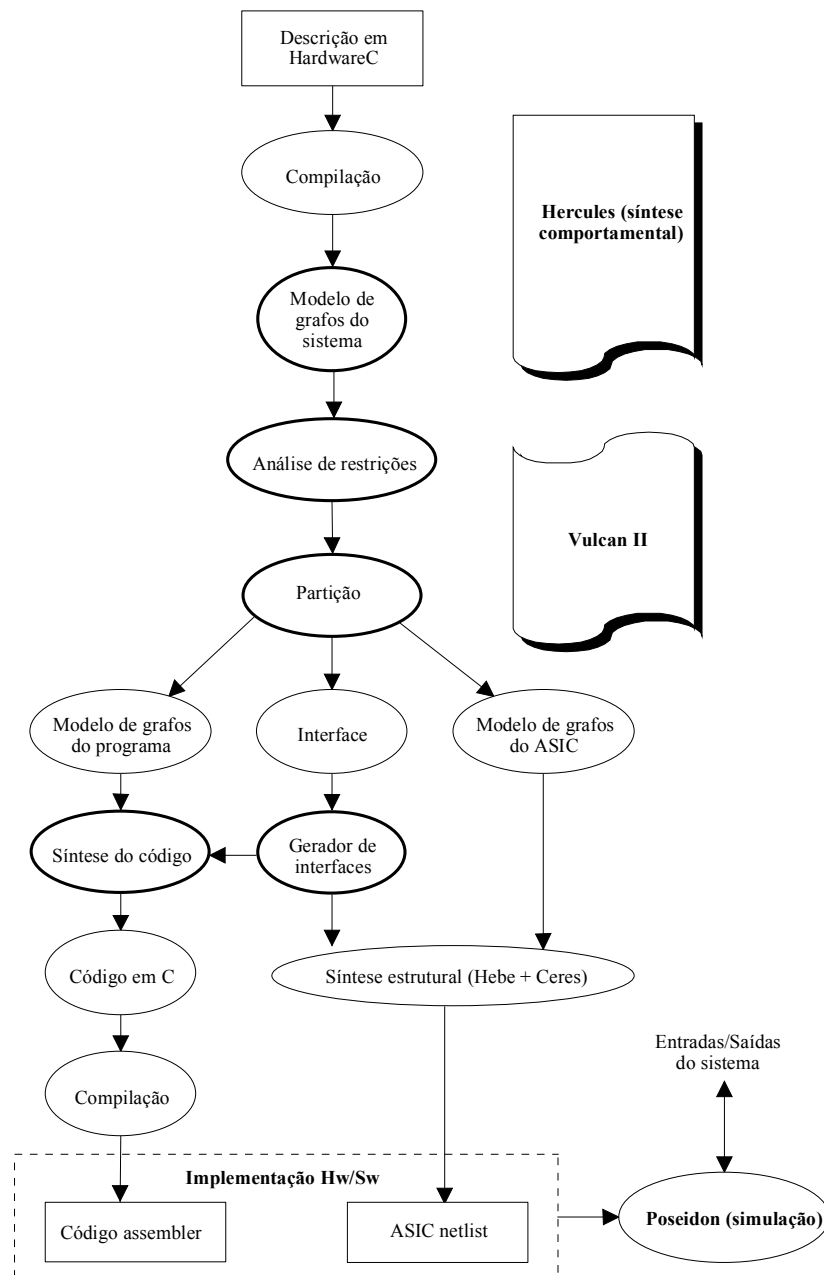 Descrição em
HardwareC
Compilação
Hercules (síntese
comportamental)
Modelo de
grafos do
sistema
Análise de restrições
Vulcan II
Partição
Modelo de grafos
do programa
Interface
Modelo de grafos
do ASIC
Síntese do código
Gerador de
interfaces
Código em C
Síntese estrutural (Hebe + Ceres)
Compilação
Entradas/Saídas
do sistema
Implementação Hw/Sw
Código assembler
ASIC netlist
Poseidon (simulação)